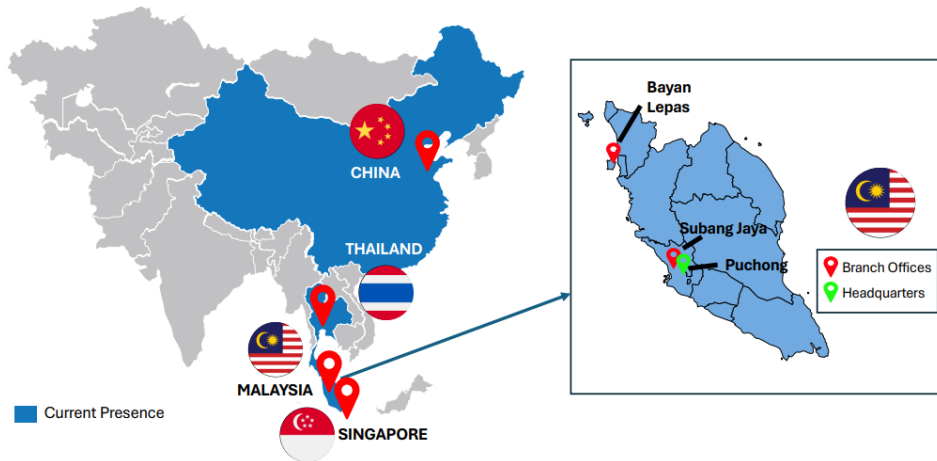 CHINA
THAILAND
MALAYSIA
SINGAPORE
Current Presence
Bayan
Lepas
Subang Jaya
Puchong
Branch Offices
Headquarters